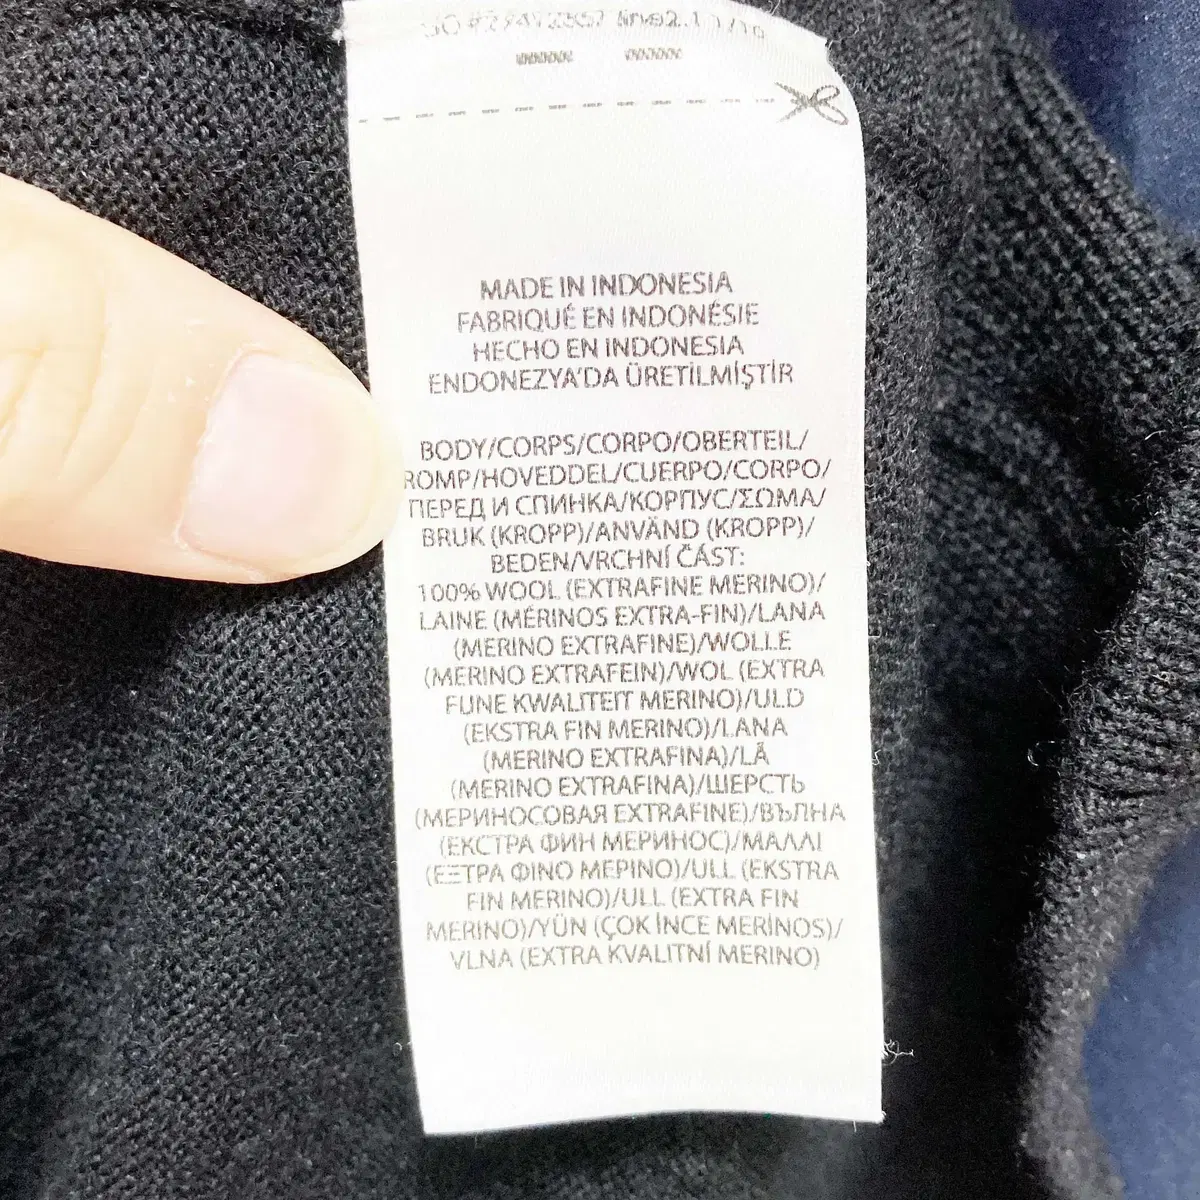 MADE IN INDONESIA
FABRIQUÉ EN INDONÉSIE
HECHO EN INDONESIA
ENDONEZYA'DA ÜRETİLMİŞTİR
BODY/CORPS/CORPO/OBERTEIL/
ROMP/HOVEDDEL/CUERPO/CORPO/
ПЕРЕД И СПИНКА/КОРПУС/ΣΩΜΑ/
BRUK (KROPP)/ANVÄND (KROPP)/
BEDEN/VRCHNÍ ČÁST:
100% WOOL (EXTRAFINE MERINO)/
LAINE (MÉRINOS EXTRA-FIN)/LANA
(MERINO EXTRAFINE)/WOLLE
(MERINO EXTRAFEIN)/WOL (EXTRA
FIJNE KWALITEIT MERINO)/ULD
(EKSTRA FIN MERINO)/LANA
(MERINO EXTRAFINA)/LÃ
(MERINO EXTRAFINA)/ШЕРСТЬ
(МЕРИНОСОВАЯ EXTRAFINE)/ВЪЛНА
(ЕКСТРА ФИН МЕРИНОС)/ΜΑΛΛΙ
(ΕΞΤΡΑ ΦΙΝΟ ΜΕΡΙΝΟ)/ULL (EKSTRA
FIN MERINO)/ULL (EXTRA FIN
MERINO)/YÜN (ÇOK İNCE MERİNOS)/
VLNA (EXTRA KVALITNÍ MERINO)